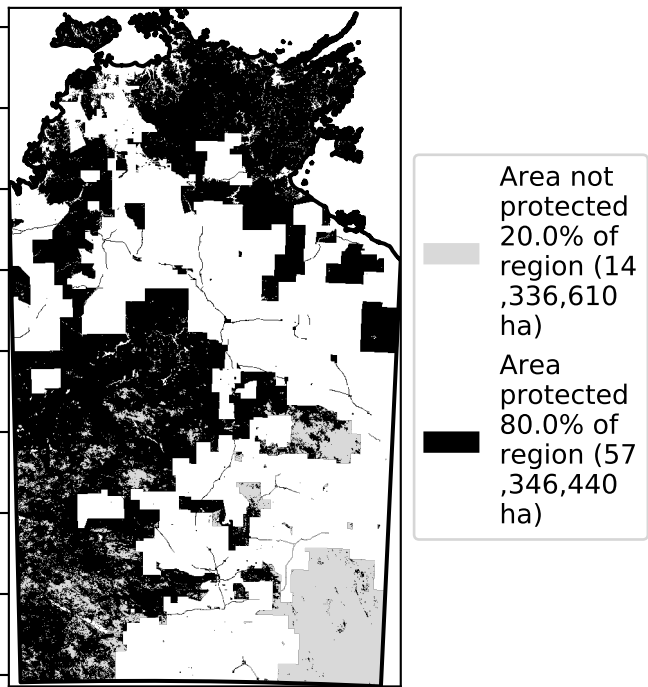 Area not
protected
20.0% of
region (14
,336,610
ha)
Area
protected
80.0% of
region (57
,346,440
ha)